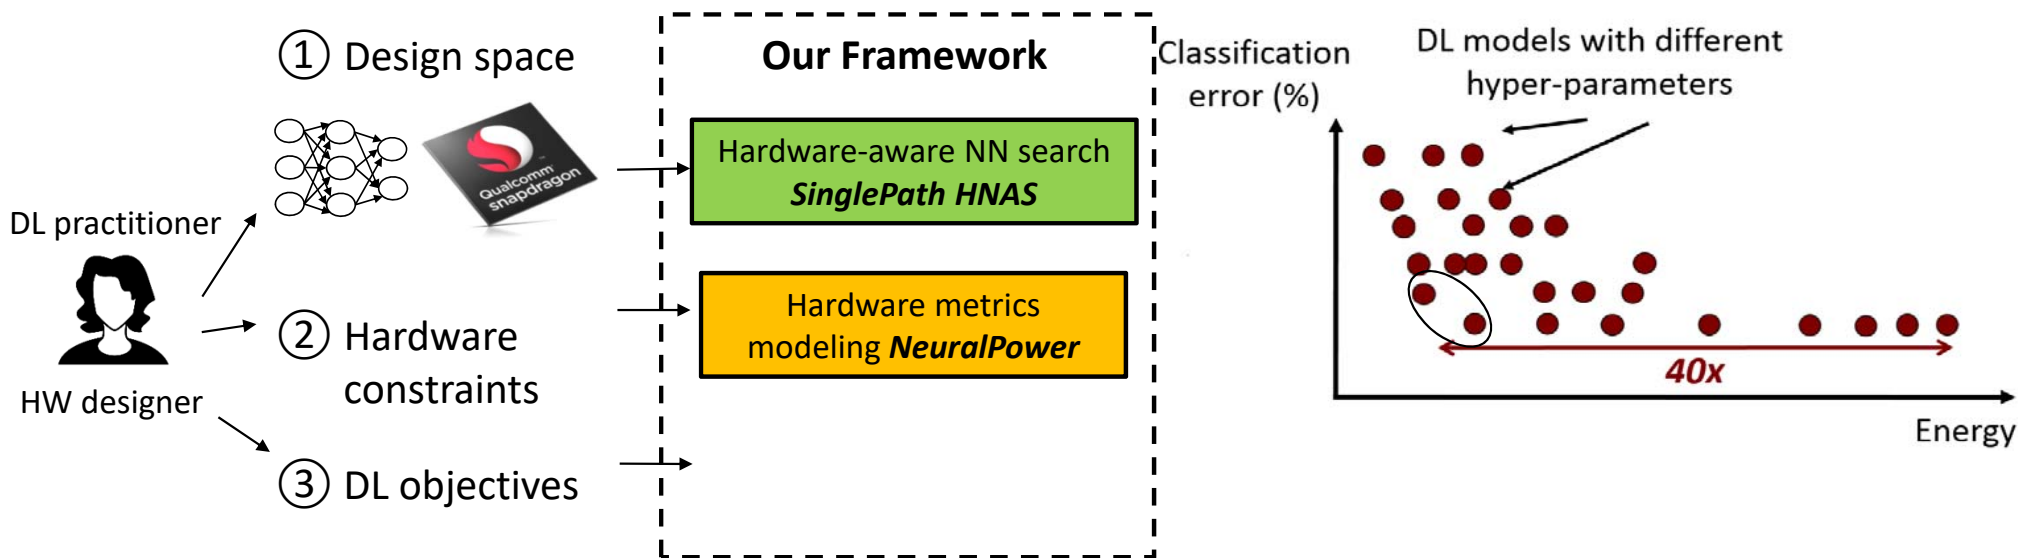 ① Design space
Qualcomm
snapdragon
DL practitioner
HW designer
② Hardware
constraints
③ DL objectives
Our Framework
Hardware-aware NN search
SinglePath HNAS
Hardware metrics
modeling NeuralPower
Classification
error (%)
DL models with different
hyper-parameters
40x
Energy